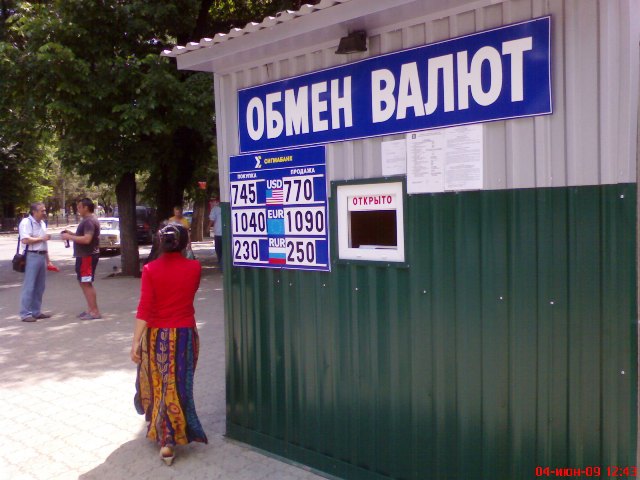 ОБМЕН ВАЛЮТ
СИГМАБАНК
ПОКУПКА ПРОДАЖА
745 USD 770
1040 EUR 1090
230 RUR 250
ОТКРЫТО
04-июн-09 12:43